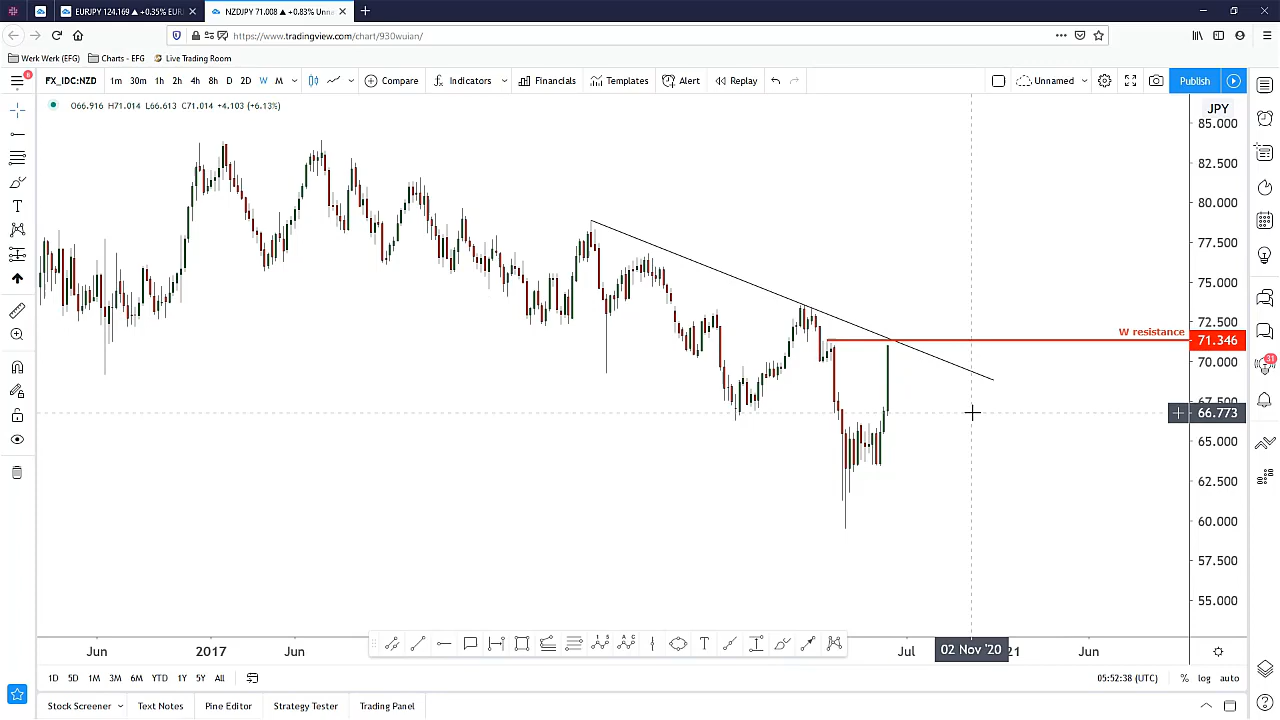 EURJPY 124.169 ▲ +0.35% EUR
NZDJPY 71.008 ▲ +0.83% Unna
https://www.tradingview.com/chart/930wuian/
Werk Werk (EFG) Charts - EFG Live Trading Room
FX_IDC:NZD 1m 30m 1h 2h 4h 8h D 2D W M Compare Indicators Financials Templates Alert Replay Unnamed Publish
O66.916 H71.014 L66.613 C71.014 +4.103 (+6.13%)
JPY
85.000
82.500
80.000
77.500
75.000
72.500
W resistance
71.346
70.000
67.500
66.773
65.000
62.500
60.000
57.500
55.000
31
8
Jun 2017 Jun Jul 02 Nov '20 21 Jun
1D 5D 1M 3M 6M YTD 1Y 5Y All
05:52:38 (UTC) % log auto
Stock Screener Text Notes Pine Editor Strategy Tester Trading Panel